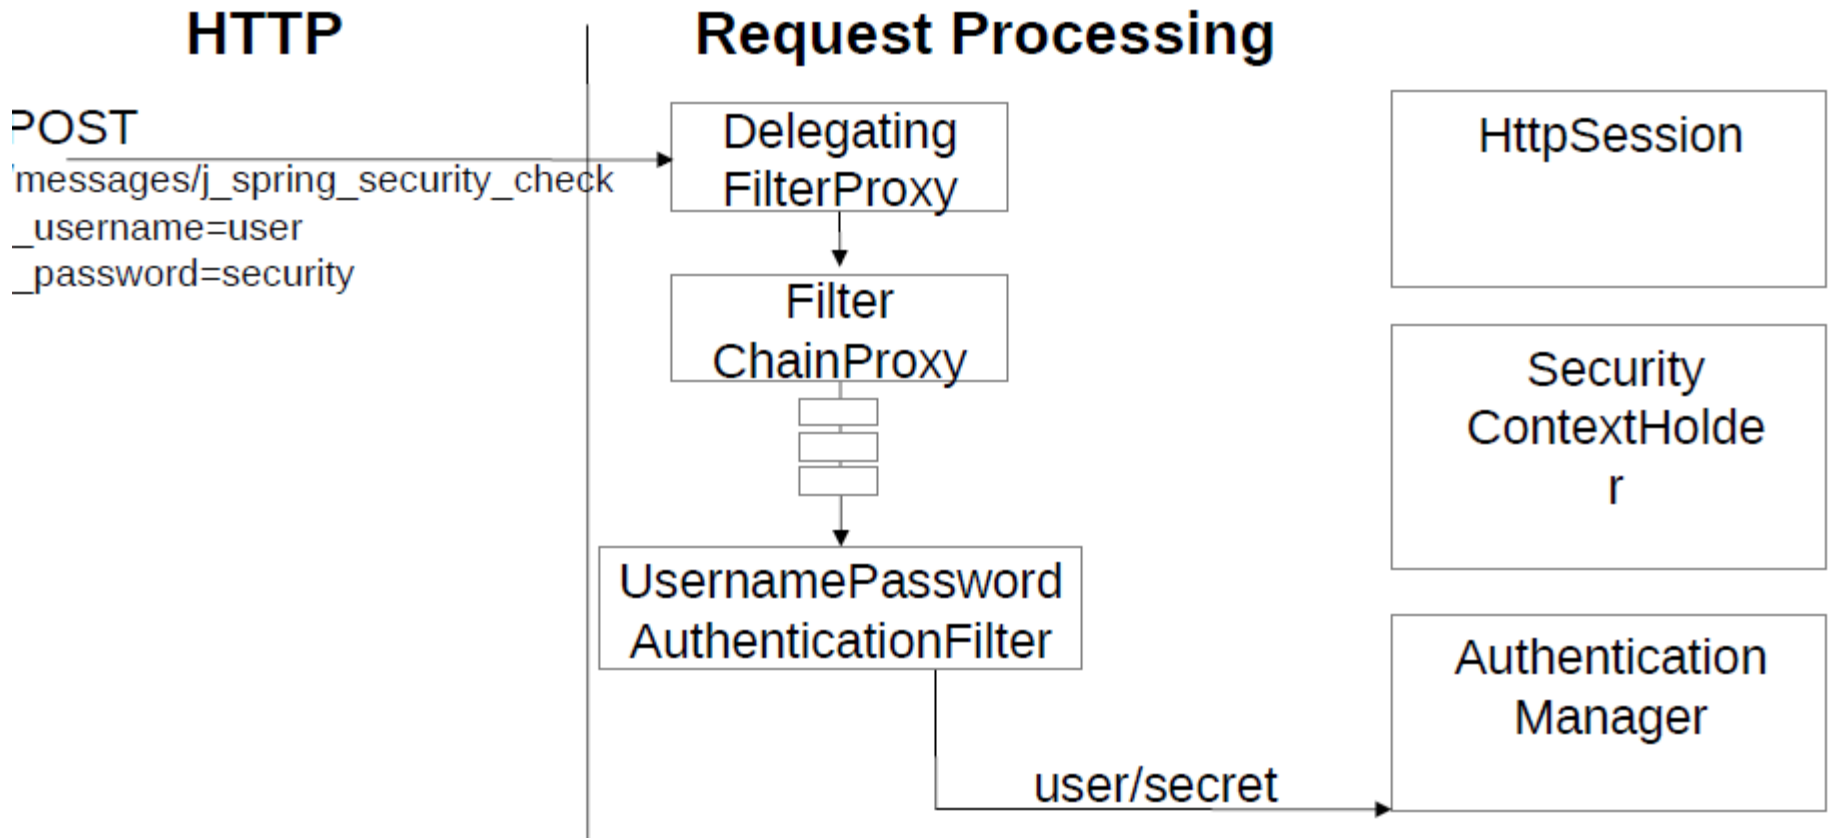 HTTP
Request Processing
POST
/messages/j_spring_security_check
_username=user
_password=security
Delegating
FilterProxy
Filter
ChainProxy
UsernamePassword
AuthenticationFilter
user/secret
HttpSession
Security
ContextHolde
r
Authentication
Manager